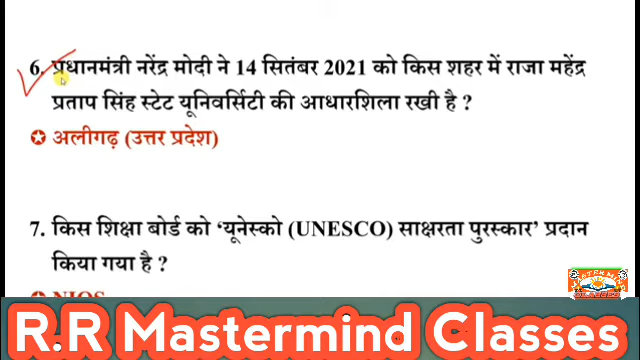 6. प्रधानमंत्री नरेंद्र मोदी ने 14 सितंबर 2021 को किस शहर में राजा महेंद्र
प्रताप सिंह स्टेट यूनिवर्सिटी की आधारशिला रखी है ?
✪ अलीगढ़ (उत्तर प्रदेश)
7. किस शिक्षा बोर्ड को ‘यूनेस्को (UNESCO) साक्षरता पुरस्कार’ प्रदान
किया गया है ?
✪ NIOS
R.R Mastermind Classes